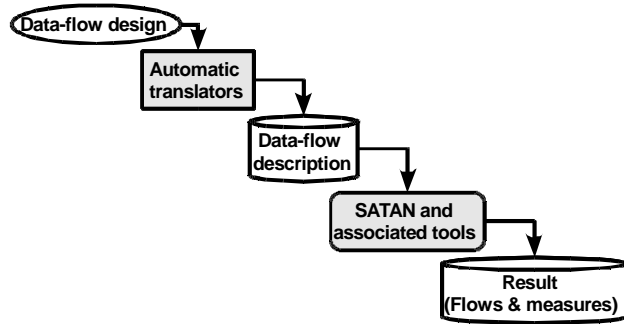 Data-flow design
Automatic
translators
Data-flow
description
SATAN and
associated tools
Result
(Flows & measures)